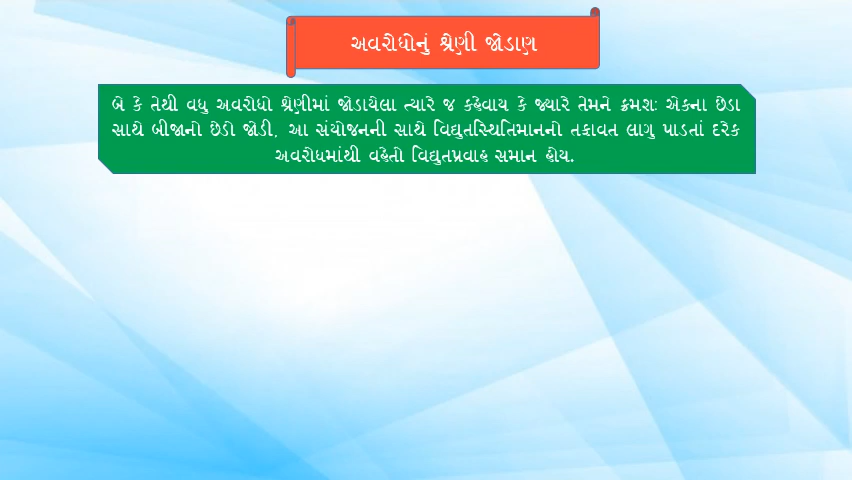 અવરોધોનું શ્રેણી જોડાણ
બે કે તેથી વધુ અવરોધો શ્રેણીમાં જોડાયેલા ત્યારે જ કહેવાય કે જ્યારે તેમને ક્રમશઃ એકના છેડા
સાથે બીજાનો છેડો જોડી, આ સંયોજનની સાથે વિદ્યુતસ્થિતિમાનનો તફાવત લાગુ પાડતાં દરેક
અવરોધમાંથી વહેતો વિદ્યુતપ્રવાહ સમાન હોય.